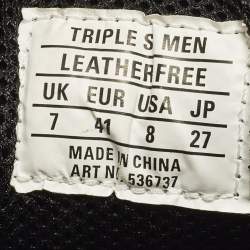 TRIPLE S MEN
LEATHERFREE
UK EUR USA JP
7 41 8 27
MADE IN CHINA
ART No. 536737